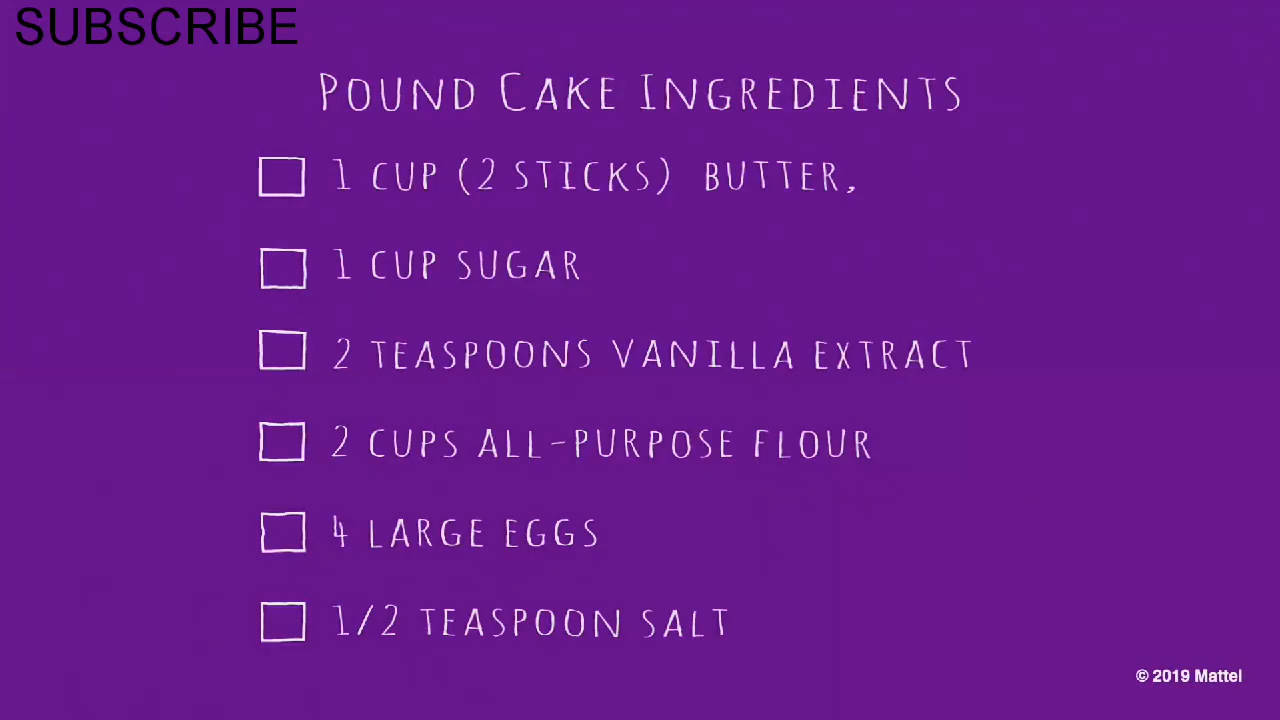 SUBSCRIBE
POUND CAKE INGREDIENTS
1 CUP (2 STICKS) BUTTER,
1 CUP SUGAR
2 TEASPOONS VANILLA EXTRACT
2 CUPS ALL-PURPOSE FLOUR
4 LARGE EGGS
1/2 TEASPOON SALT
© 2019 Mattel